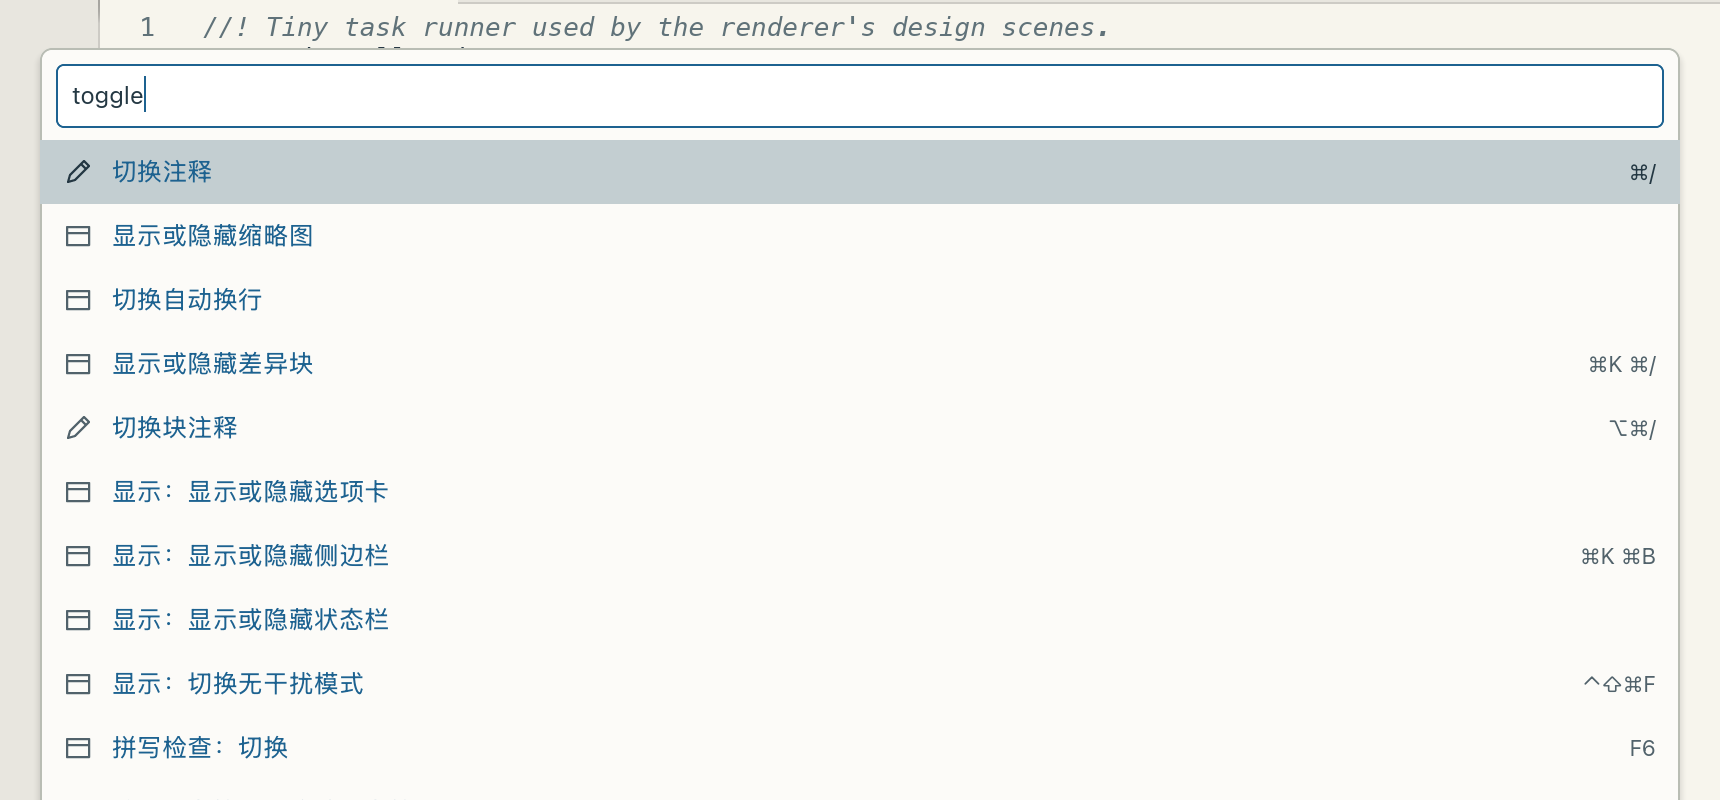 1 //! Tiny task runner used by the renderer's design scenes.
toggle
切换注释 ⌘/
显示或隐藏缩略图
切换自动换行
显示或隐藏差异块 ⌘K ⌘/
切换块注释 ⌥⌘/
显示：显示或隐藏选项卡
显示：显示或隐藏侧边栏 ⌘K ⌘B
显示：显示或隐藏状态栏
显示：切换无干扰模式 ^⇧⌘F
拼写检查：切换 F6